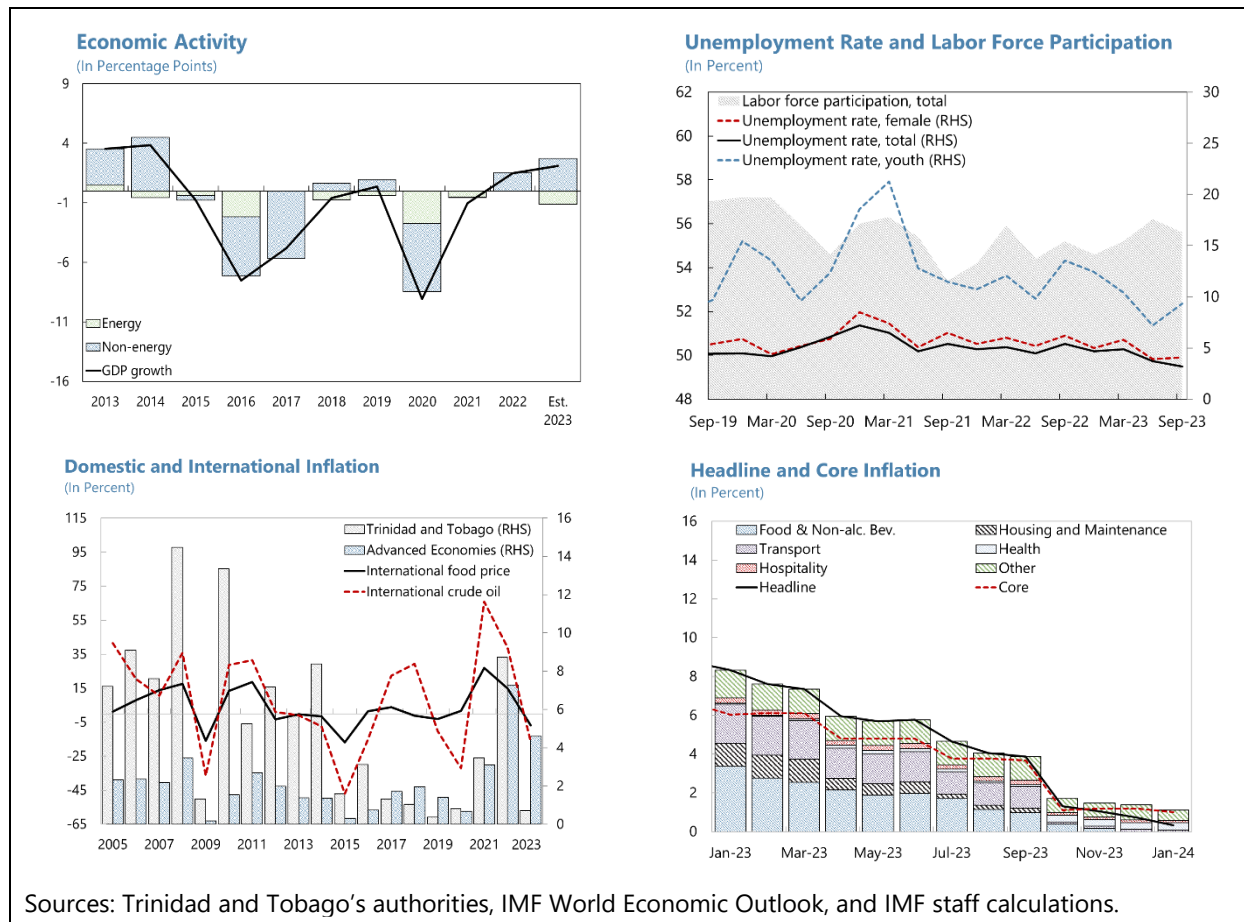 Economic Activity
(In Percentage Points)
9
4
-1
-6
-11
-16
Energy
Non-energy
GDP growth
2013 2014 2015 2016 2017 2018 2019 2020 2021 2022 Est.
2023
Unemployment Rate and Labor Force Participation
(In Percent)
62
60
58
56
54
52
50
48
30
25
20
15
10
5
0
Labor force participation, total
Unemployment rate, female (RHS)
Unemployment rate, total (RHS)
Unemployment rate, youth (RHS)
Sep-19 Mar-20 Sep-20 Mar-21 Sep-21 Mar-22 Sep-22 Mar-23 Sep-23
Domestic and International Inflation
(In Percent)
115
95
75
55
35
15
-5
-25
-45
-65
16
14
12
10
8
6
4
2
0
Trinidad and Tobago (RHS)
Advanced Economies (RHS)
International food price
International crude oil
2005 2007 2009 2011 2013 2015 2017 2019 2021 2023
Headline and Core Inflation
(In Percent)
16
14
12
10
8
6
4
2
0
Food & Non-alc. Bev. Housing and Maintenance
Transport Health
Hospitality Other
Headline Core
Jan-23 Mar-23 May-23 Jul-23 Sep-23 Nov-23 Jan-24
Sources: Trinidad and Tobago's authorities, IMF World Economic Outlook, and IMF staff calculations.